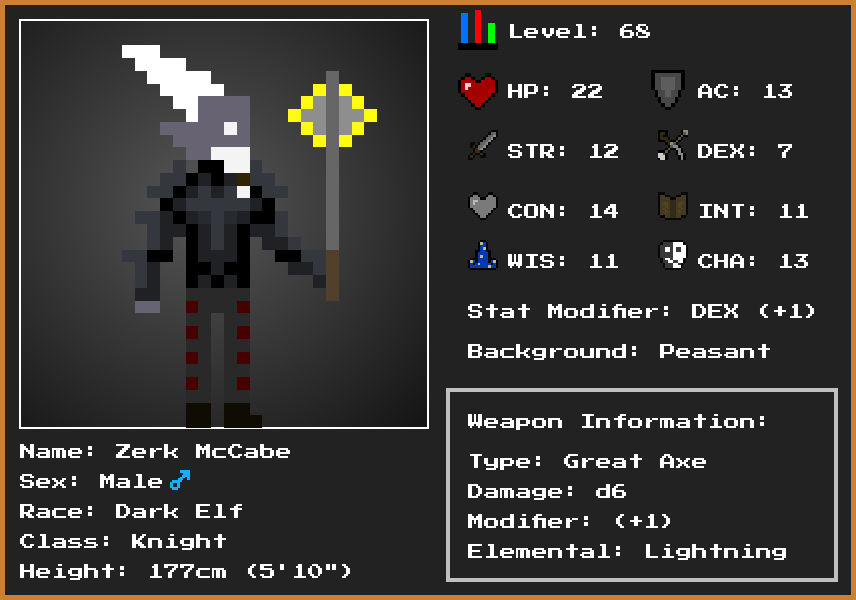 Level: 68
HP: 22
AC: 13
STR: 12
DEX: 7
CON: 14
INT: 11
WIS: 11
CHA: 13
Stat Modifier: DEX (+1)
Background: Peasant
Weapon Information:
Type: Great Axe
Damage: d6
Modifier: (+1)
Elemental: Lightning
Name: Zerk McCabe
Sex: Male♂
Race: Dark Elf
Class: Knight
Height: 177cm (5'10")